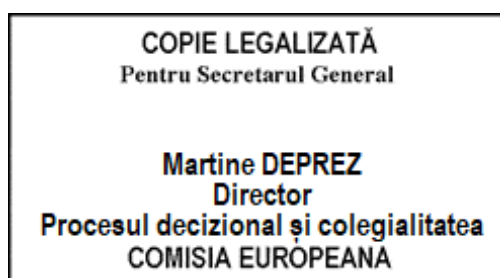 COPIE LEGALIZATĂ
Pentru Secretarul General
Martine DEPREZ
Director
Procesul decizional și colegialitatea
COMISIA EUROPEANA